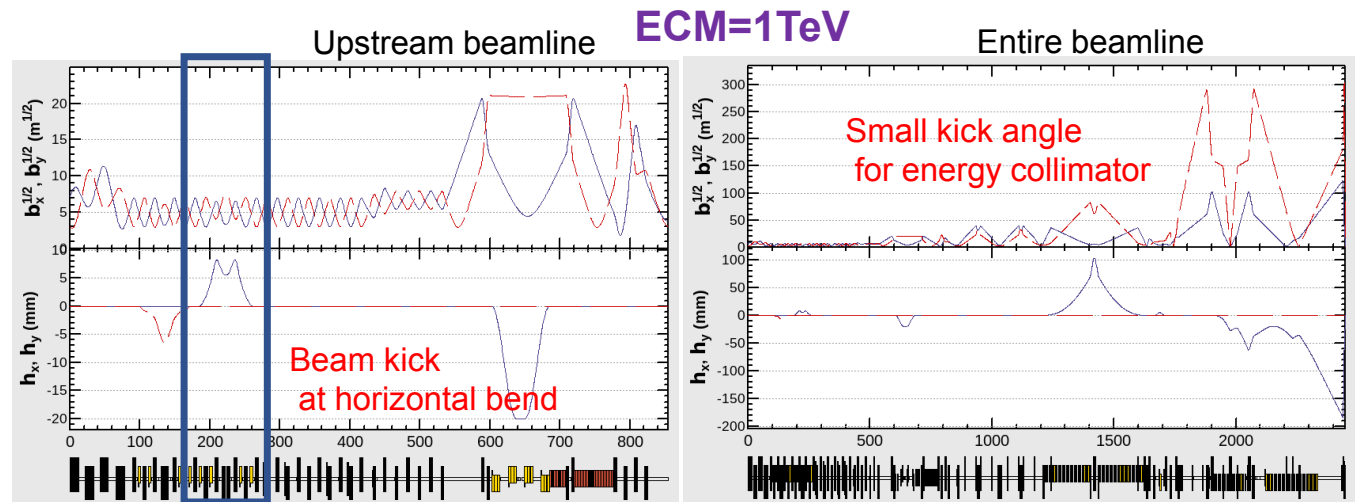 ECM=1TeV
Upstream beamline
Entire beamline
b_x^{1/2}, b_y^{1/2} (m^{1/2})
20
15
10
5
0
h_x, h_y (mm)
10
5
0
-5
-10
-15
-20
Beam kick
at horizontal bend
0 100 200 300 400 500 600 700 800
b_x^{1/2}, b_y^{1/2} (m^{1/2})
300
250
200
150
100
50
0
Small kick angle
for energy collimator
h_x, h_y (mm)
100
50
0
-50
-100
-150
-200
0 500 1000 1500 2000